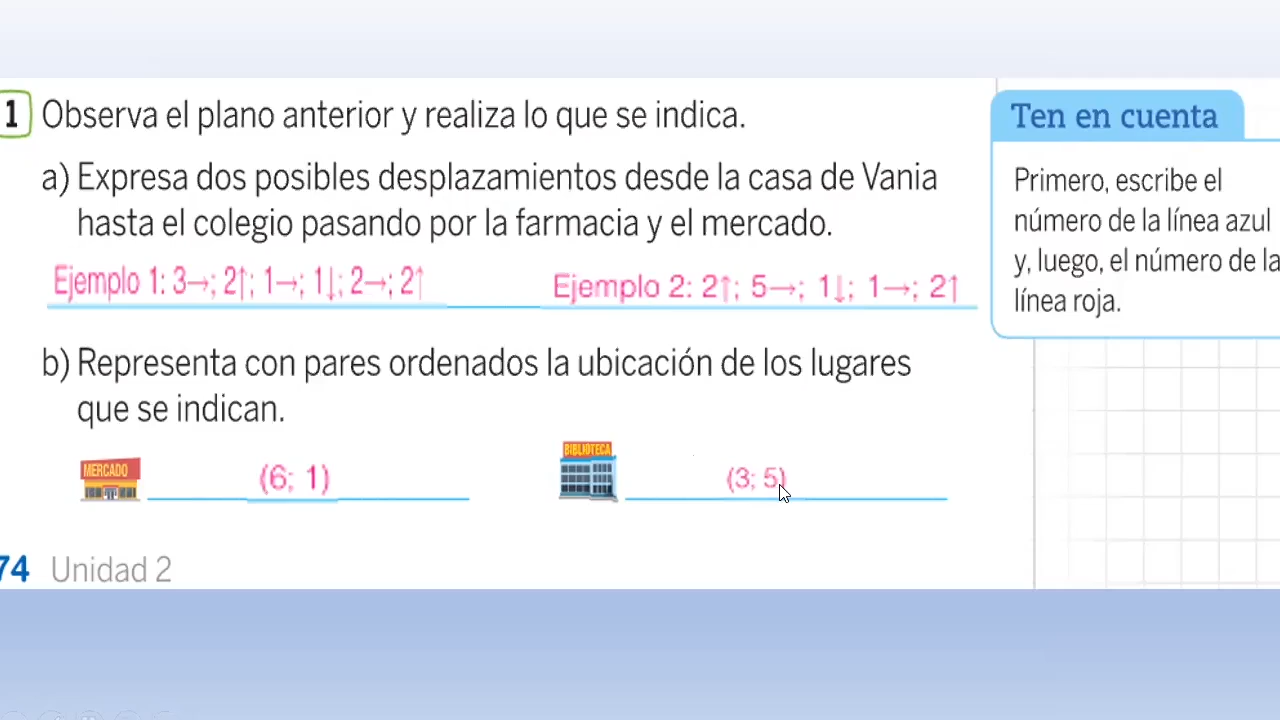 1 Observa el plano anterior y realiza lo que se indica.
a) Expresa dos posibles desplazamientos desde la casa de Vania
hasta el colegio pasando por la farmacia y el mercado.
Ejemplo 1: 3→; 2↑; 1→; 1↓; 2→; 2↑
Ejemplo 2: 2↑; 5→; 1↓; 1→; 2↑
b) Representa con pares ordenados la ubicación de los lugares
que se indican.
MERCADO
(6; 1)
BIBLIOTECA
(3; 5)
74 Unidad 2
Ten en cuenta
Primero, escribe el
número de la línea azul
y, luego, el número de la
línea roja.